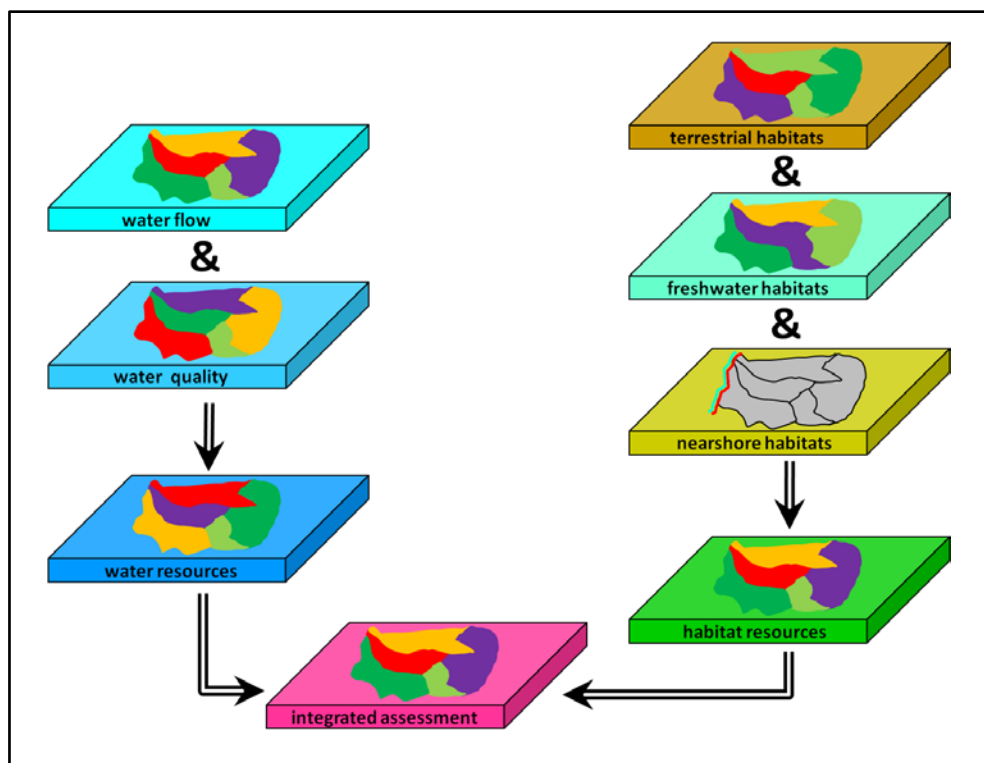 water flow
&
water quality
water resources
terrestrial habitats
&
freshwater habitats
&
nearshore habitats
habitat resources
integrated assessment